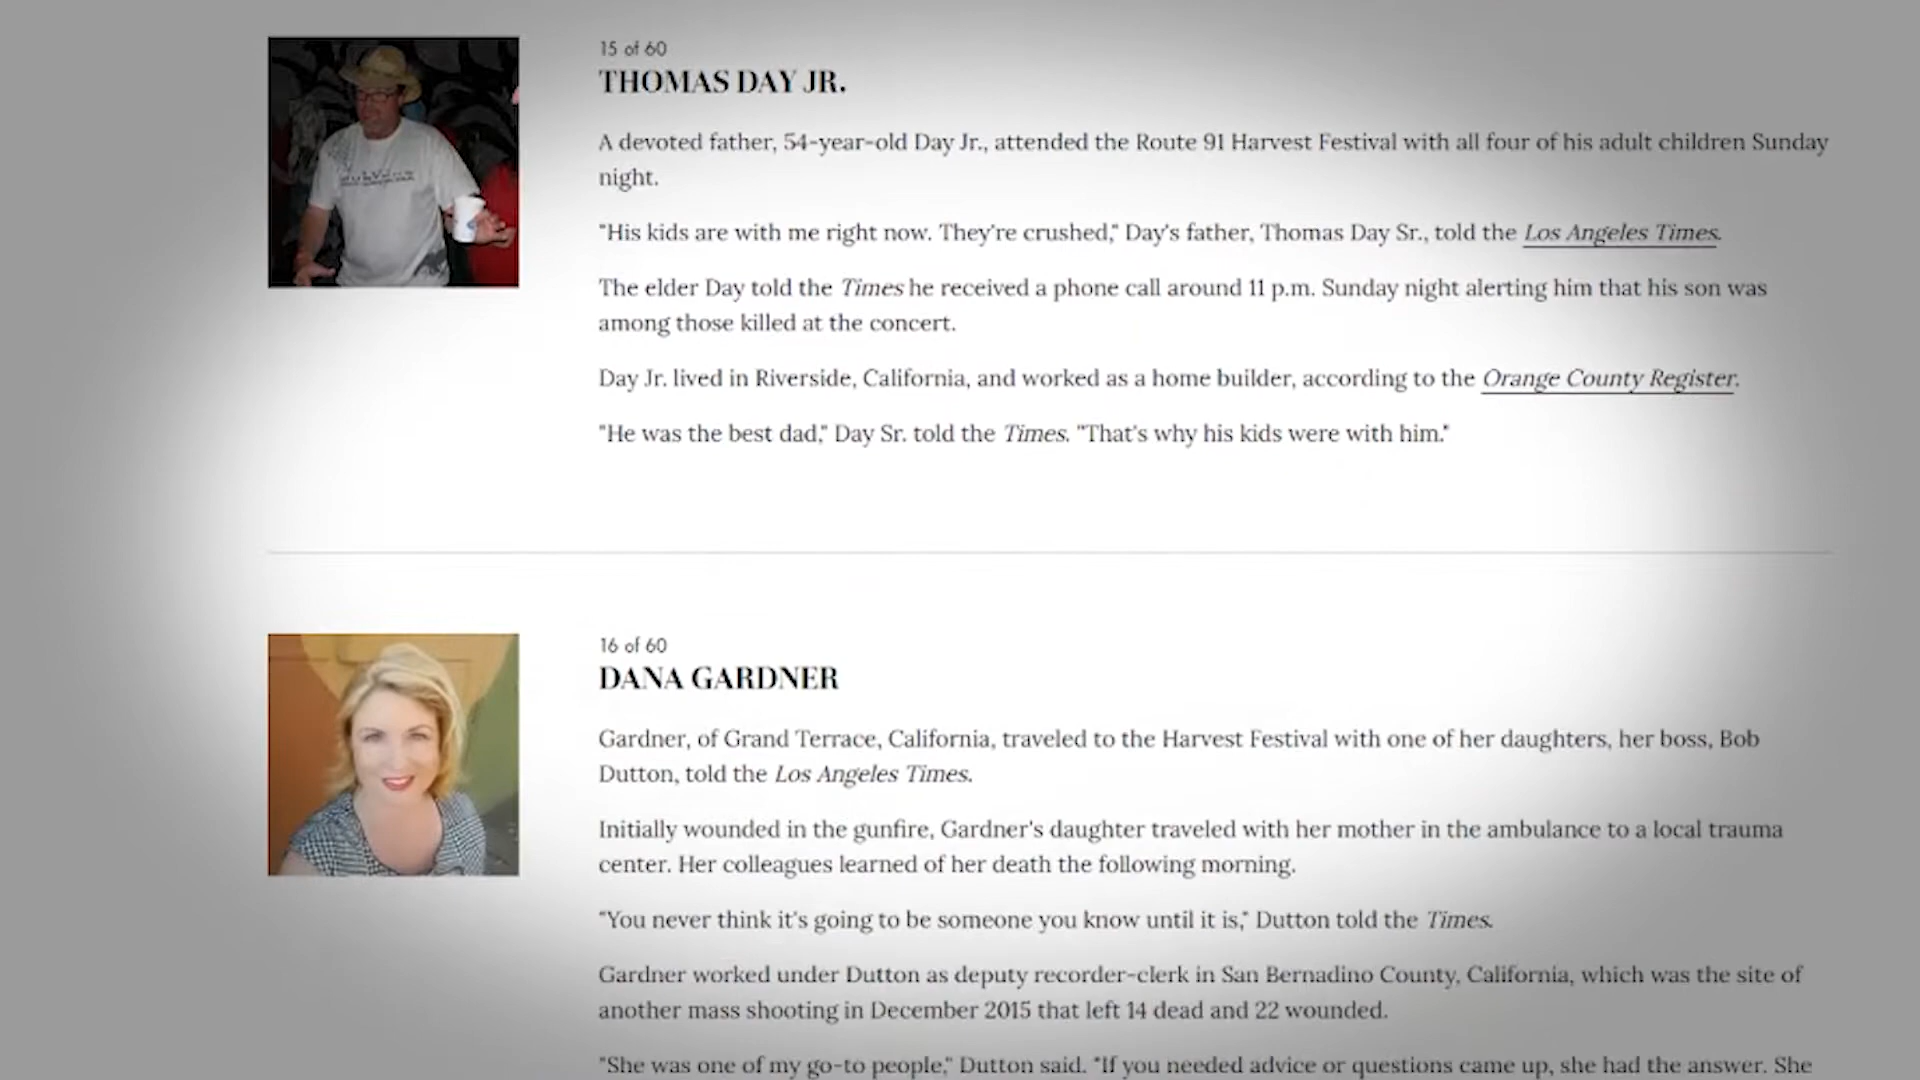 15 of 60
THOMAS DAY JR.
A devoted father, 54-year-old Day Jr., attended the Route 91 Harvest Festival with all four of his adult children Sunday
night.
"His kids are with me right now. They're crushed," Day's father, Thomas Day Sr., told the Los Angeles Times.
The elder Day told the Times he received a phone call around 11 p.m. Sunday night alerting him that his son was
among those killed at the concert.
Day Jr. lived in Riverside, California, and worked as a home builder, according to the Orange County Register.
"He was the best dad," Day Sr. told the Times. "That's why his kids were with him."
16 of 60
DANA GARDNER
Gardner, of Grand Terrace, California, traveled to the Harvest Festival with one of her daughters, her boss, Bob
Dutton, told the Los Angeles Times.
Initially wounded in the gunfire, Gardner's daughter traveled with her mother in the ambulance to a local trauma
center. Her colleagues learned of her death the following morning.
"You never think it's going to be someone you know until it is," Dutton told the Times.
Gardner worked under Dutton as deputy recorder-clerk in San Bernadino County, California, which was the site of
another mass shooting in December 2015 that left 14 dead and 22 wounded.
"She was one of my go-to people," Dutton said. "If you needed advice or questions came up, she had the answer. She